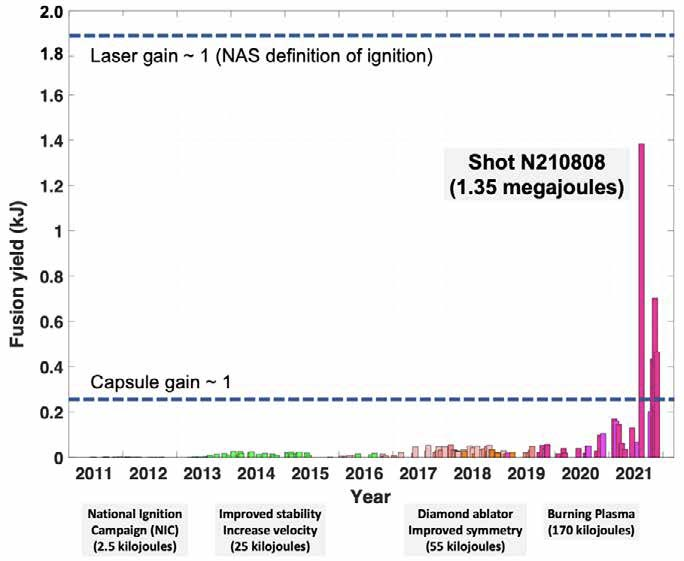 2.0
Laser gain ~ 1 (NAS definition of ignition)
1.8
1.6
1.4
Shot N210808
(1.35 megajoules)
1.2
1
0.8
0.6
0.4
Capsule gain ~ 1
0.2
0
Fusion yield (kJ)
2011 2012 2013 2014 2015 2016 2017 2018 2019 2020 2021
Year
National Ignition
Campaign (NIC)
(2.5 kilojoules)
Improved stability
Increase velocity
(25 kilojoules)
Diamond ablator
Improved symmetry
(55 kilojoules)
Burning Plasma
(170 kilojoules)